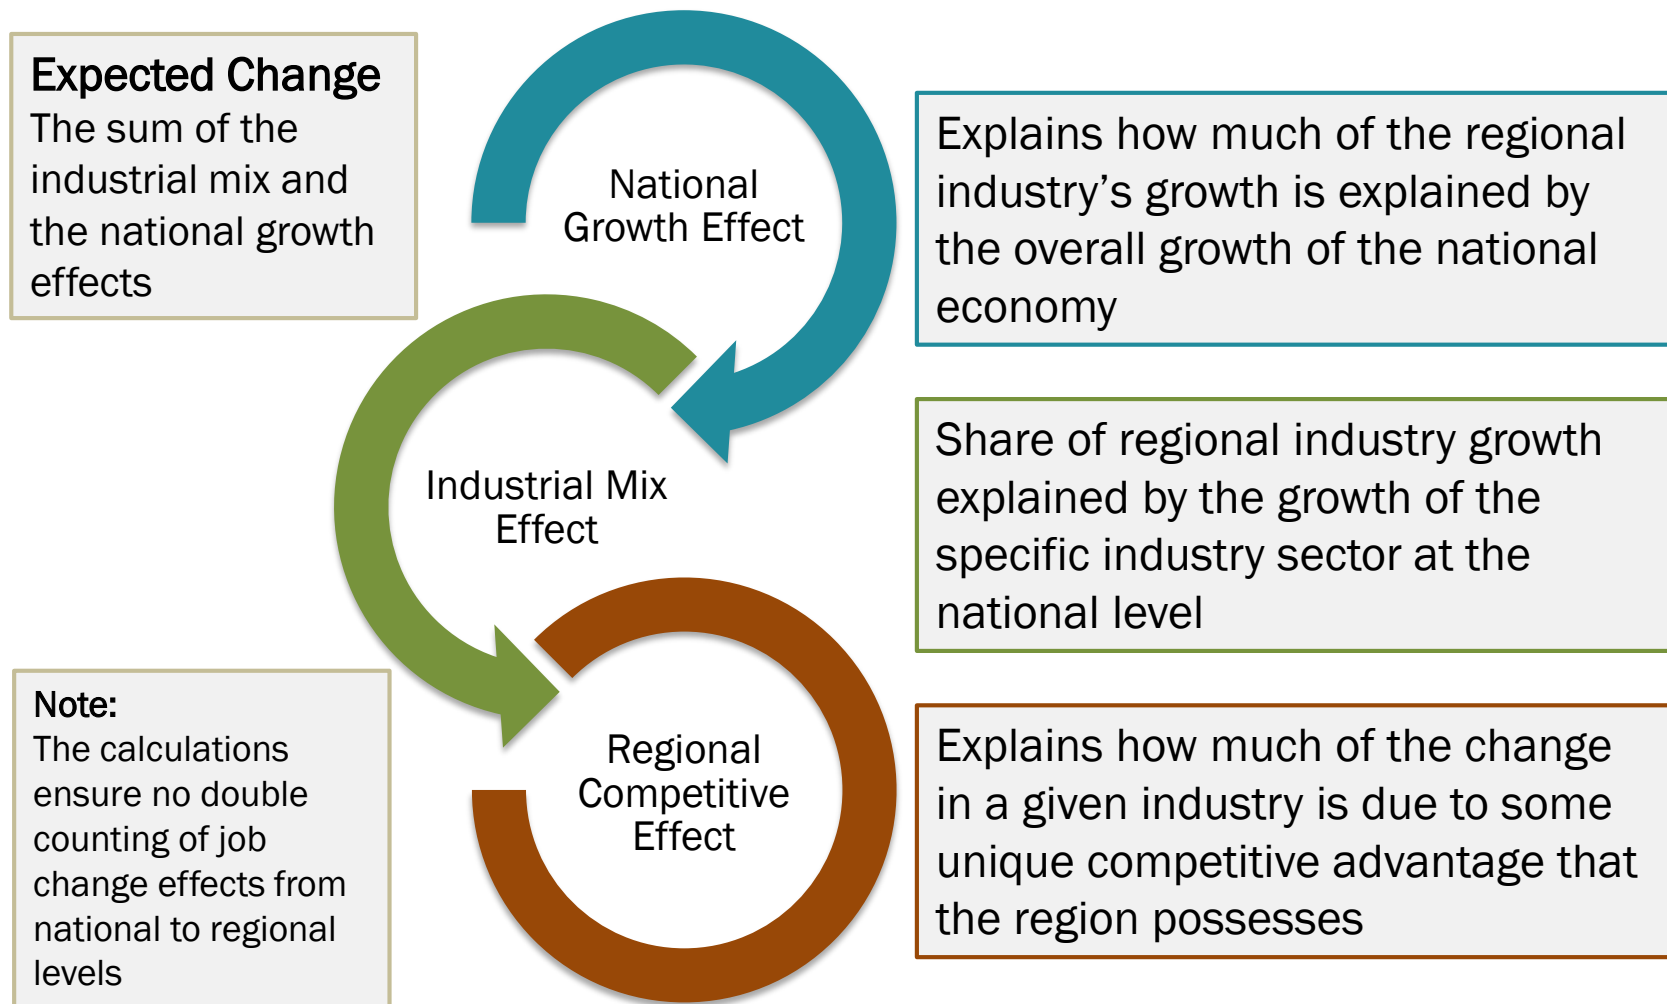 Expected Change
The sum of the
industrial mix and
the national growth
effects
National
Growth Effect
Explains how much of the regional
industry’s growth is explained by
the overall growth of the national
economy
Industrial Mix
Effect
Share of regional industry growth
explained by the growth of the
specific industry sector at the
national level
Note:
The calculations
ensure no double
counting of job
change effects from
national to regional
levels
Regional
Competitive
Effect
Explains how much of the change
in a given industry is due to some
unique competitive advantage that
the region possesses